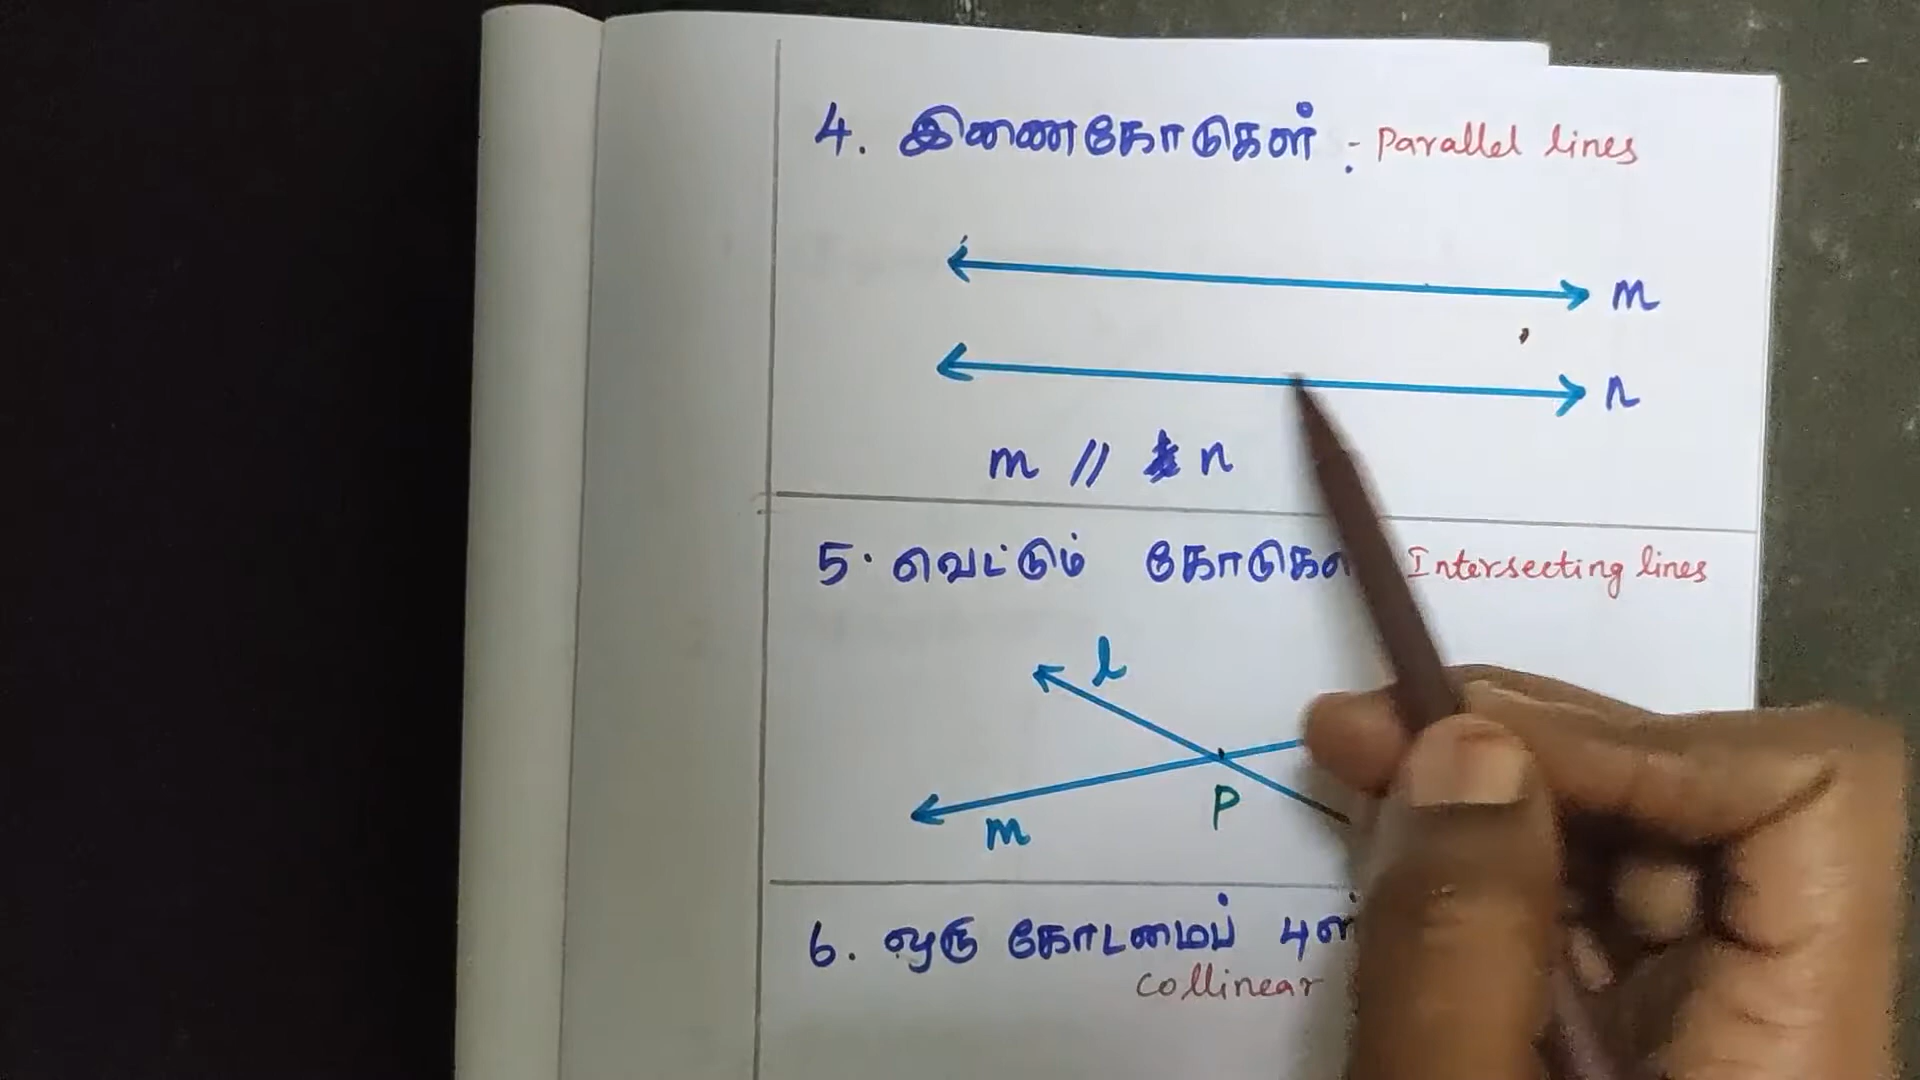 4. இணைகோடுகள் :- Parallel lines
m
n
m // n
5. வெட்டும் Intersecting lines
l
P
m
6. ஒரு கோடமைப்
Collinear